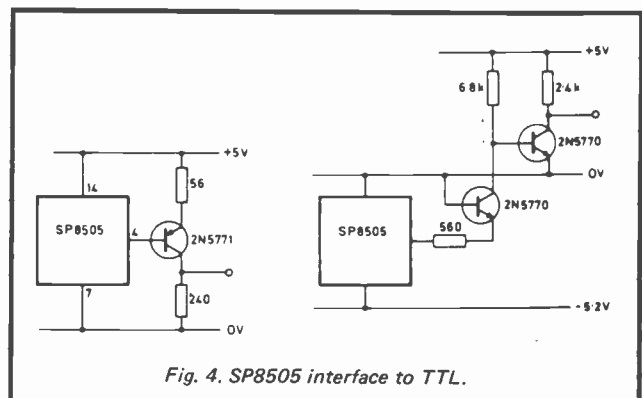 +5V
14
56
SP8505
4
2N5771
7
240
0V
+5V
6.8k
2.4k
2N5770
0V
2N5770
SP8505
560
-5.2V
Fig. 4. SP8505 interface to TTL.